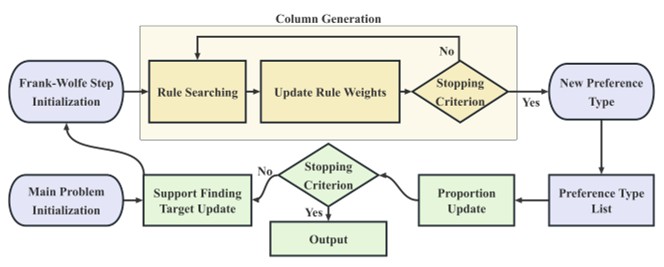 Column Generation
No
Frank-Wolfe Step
Initialization
Rule Searching
Update Rule Weights
Stopping
Criterion
Yes
New Preference
Type
Main Problem
Initialization
Support Finding
Target Update
No
Stopping
Criterion
Yes
Output
Proportion
Update
Preference Type
List